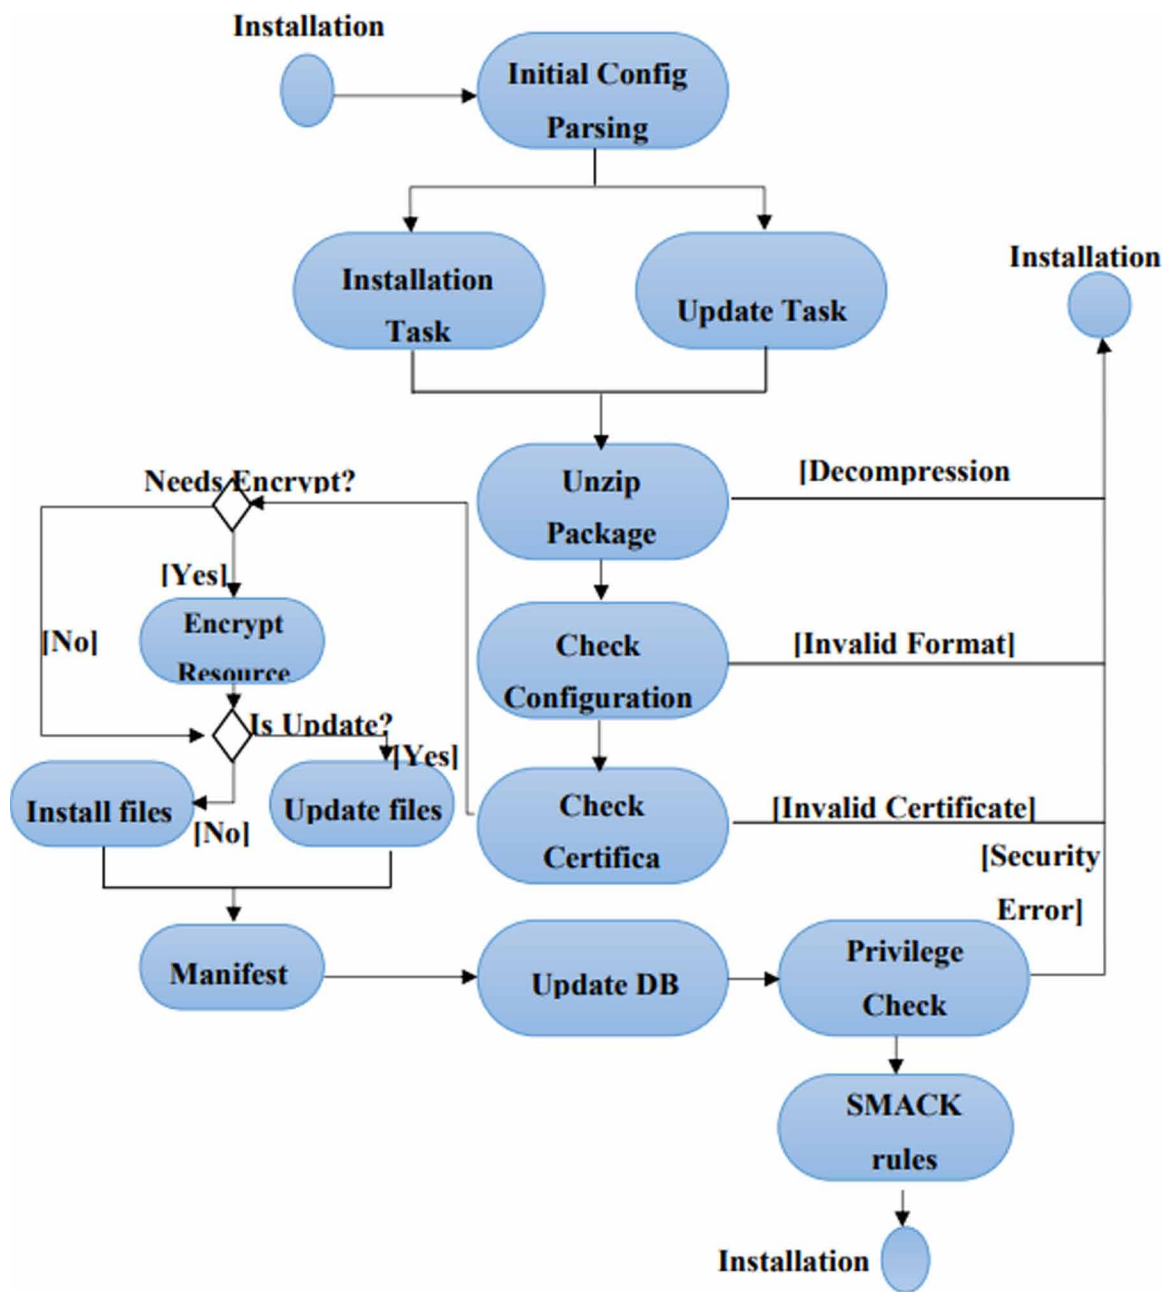 Installation
Initial Config
Parsing
Installation
Task
Update Task
Installation
Unzip
Package
[Decompression
Needs Encrypt?
[Yes]
Encrypt
Resource
[No]
Check
Configuration
[Invalid Format]
Is Update?
[Yes]
Install files
[No]
Update files
Check
Certifica
[Invalid Certificate]
[Security
Error]
Manifest
Update DB
Privilege
Check
SMACK
rules
Installation